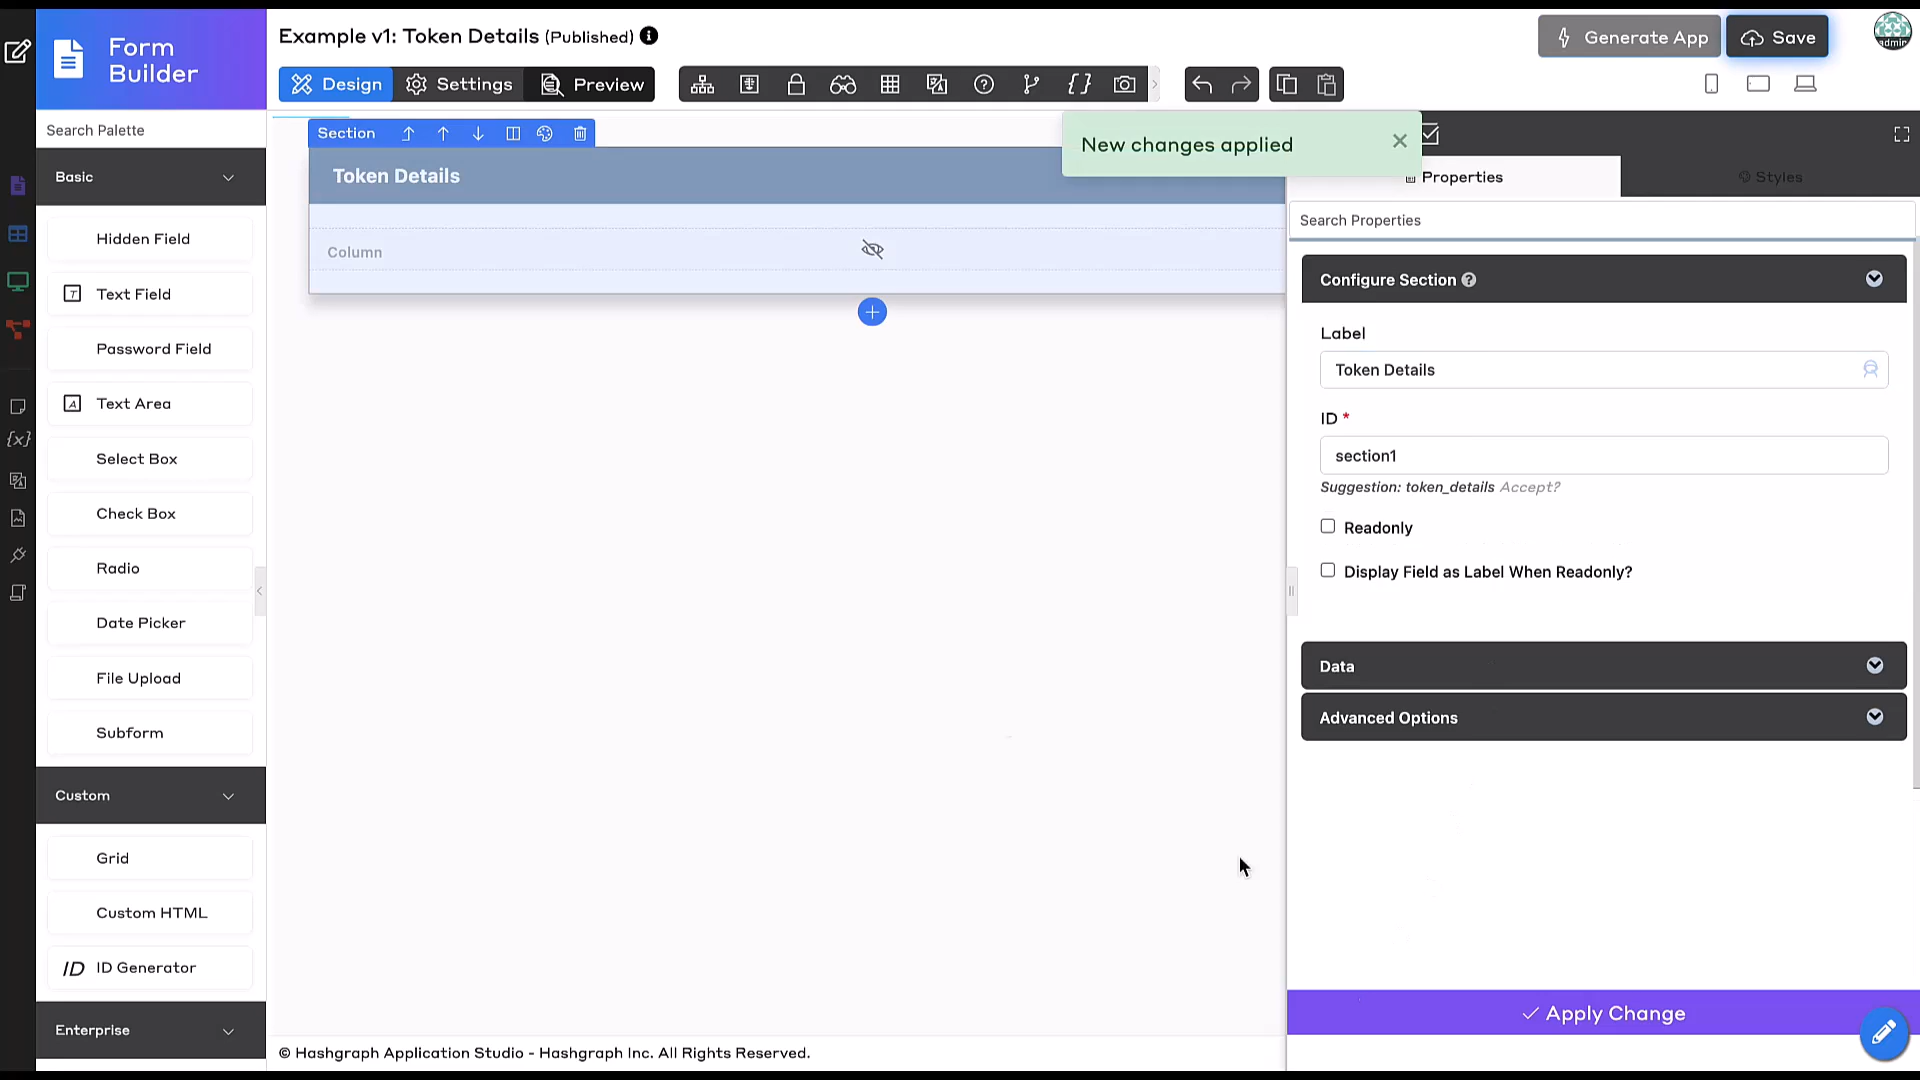 Form
Builder
Example v1: Token Details (Published)
Generate App
Save
admin
Design
Settings
Preview
Search Palette
Basic
Hidden Field
Text Field
Password Field
Text Area
Select Box
Check Box
Radio
Date Picker
File Upload
Subform
Custom
Grid
Custom HTML
ID ID Generator
Enterprise
Section
Token Details
Column
New changes applied
Properties
Styles
Search Properties
Configure Section
Label
Token Details
ID *
section1
Suggestion: token_details Accept?
Readonly
Display Field as Label When Readonly?
Data
Advanced Options
Apply Change
© Hashgraph Application Studio - Hashgraph Inc. All Rights Reserved.